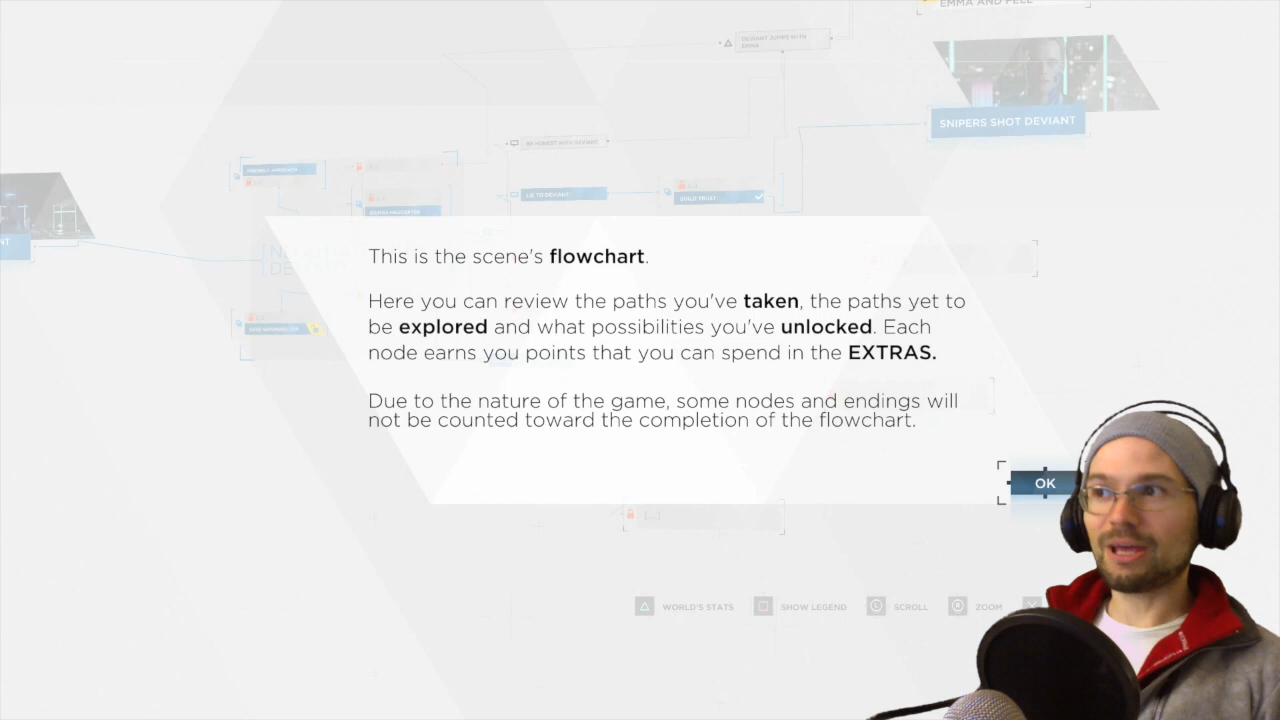 EMMA AND FELL
DEVIANT JUMPS WITH
EMMA
SNIPERS SHOT DEVIANT
BE HONEST WITH DEVIANT
FRIENDLY APPROACH
LIE TO DEVIANT
BUILD TRUST
NT
This is the scene's flowchart.
Here you can review the paths you've taken, the paths yet to
be explored and what possibilities you've unlocked. Each
node earns you points that you can spend in the EXTRAS.
Due to the nature of the game, some nodes and endings will
not be counted toward the completion of the flowchart.
OK
WORLD'S STATS
SHOW LEGEND
L
SCROLL
R
ZOOM